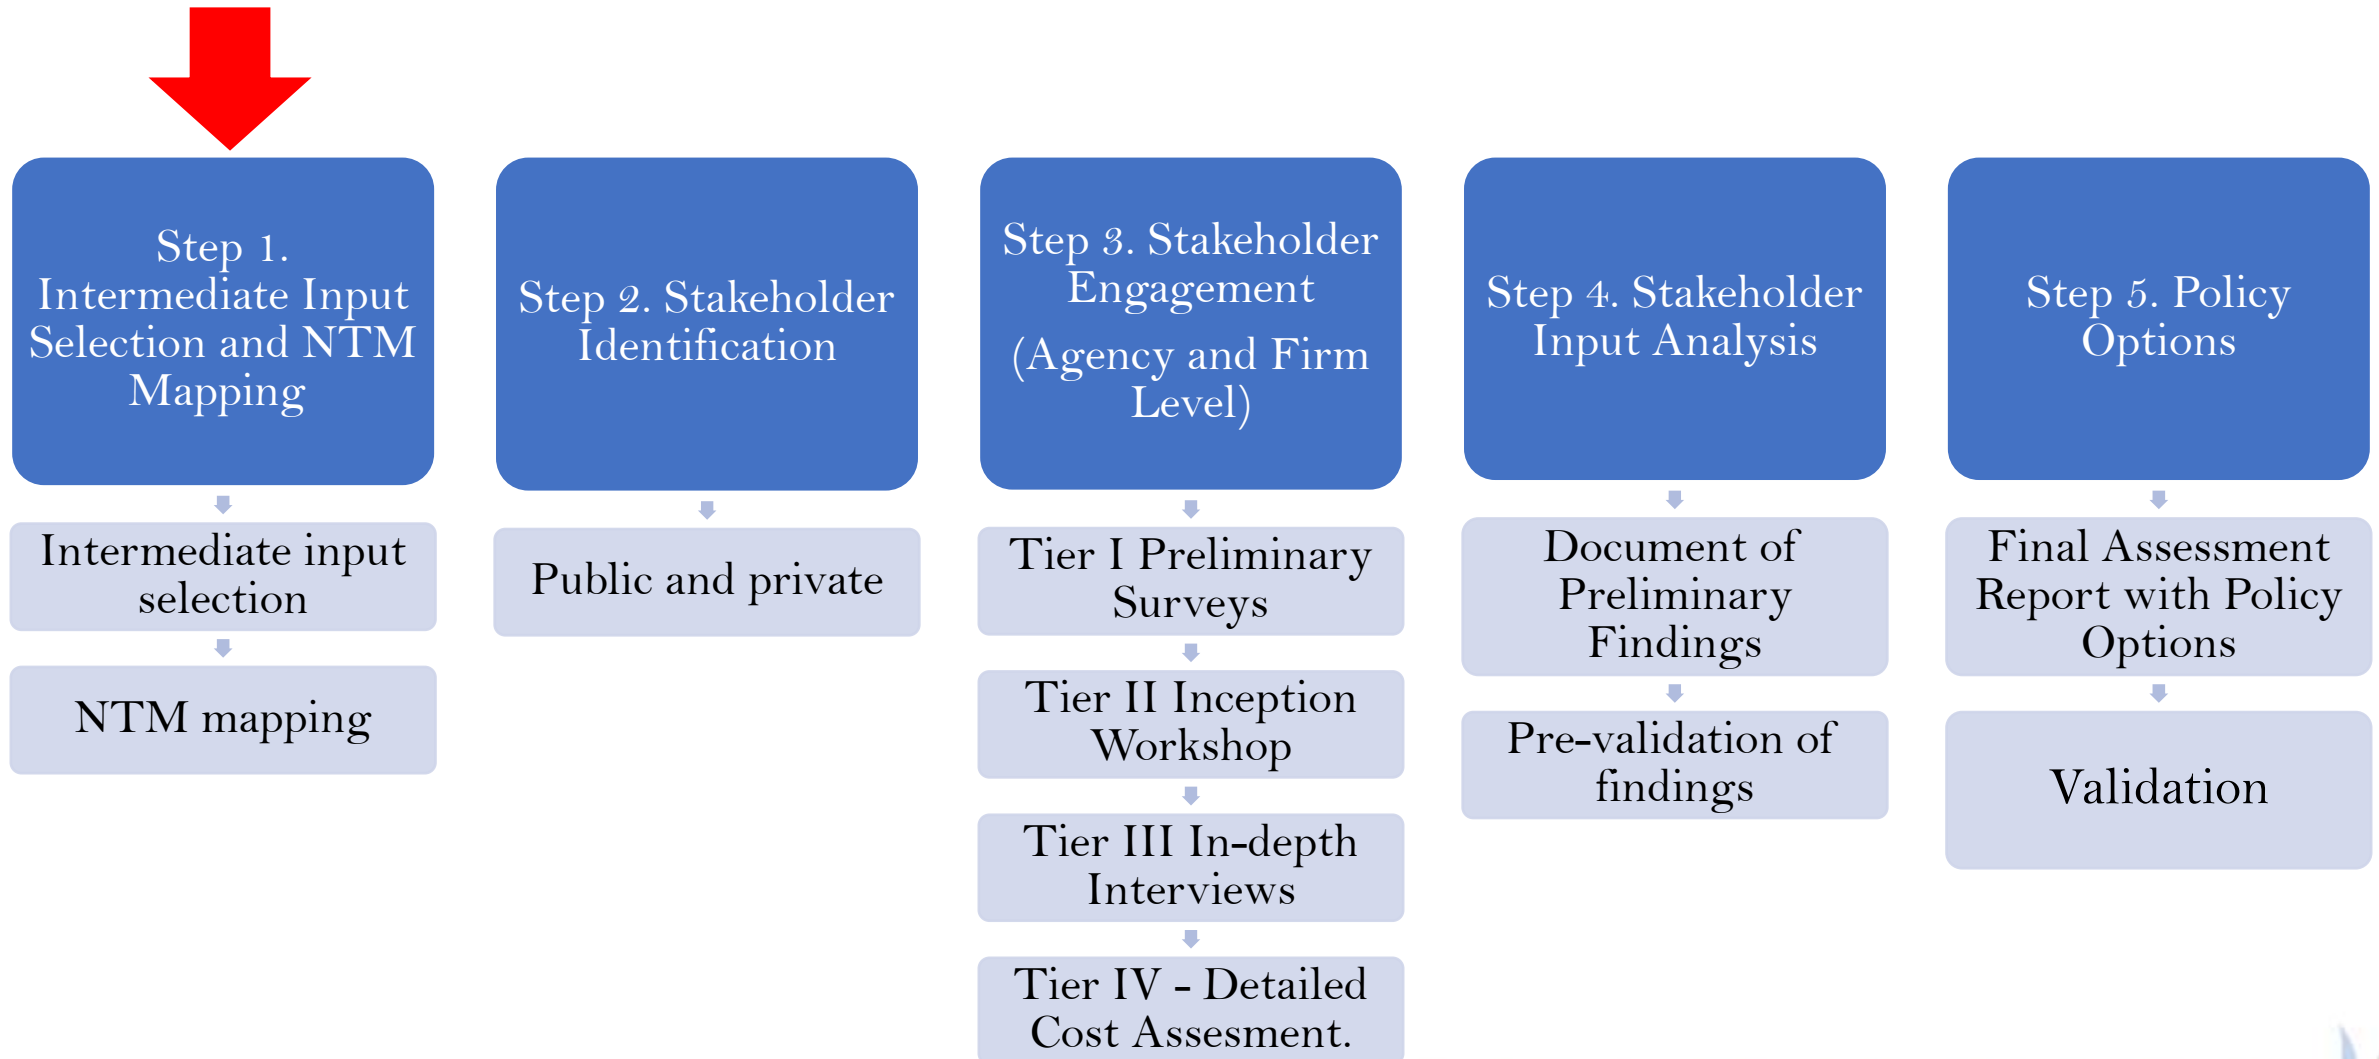 Step 1.
Intermediate Input
Selection and NTM
Mapping
Intermediate input
selection
NTM mapping
Step 2. Stakeholder
Identification
Public and private
Step 3. Stakeholder
Engagement
(Agency and Firm
Level)
Tier I Preliminary
Surveys
Tier II Inception
Workshop
Tier III In-depth
Interviews
Tier IV - Detailed
Cost Assesment.
Step 4. Stakeholder
Input Analysis
Document of
Preliminary
Findings
Pre-validation of
findings
Step 5. Policy
Options
Final Assessment
Report with Policy
Options
Validation